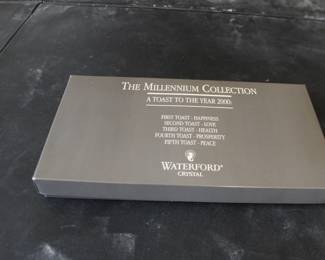 THE MILLENNIUM COLLECTION
A TOAST TO THE YEAR 2000:
FIRST TOAST - HAPPINESS
SECOND TOAST - LOVE
THIRD TOAST - HEALTH
FOURTH TOAST - PROSPERITY
FIFTH TOAST - PEACE
WATERFORD®
CRYSTAL